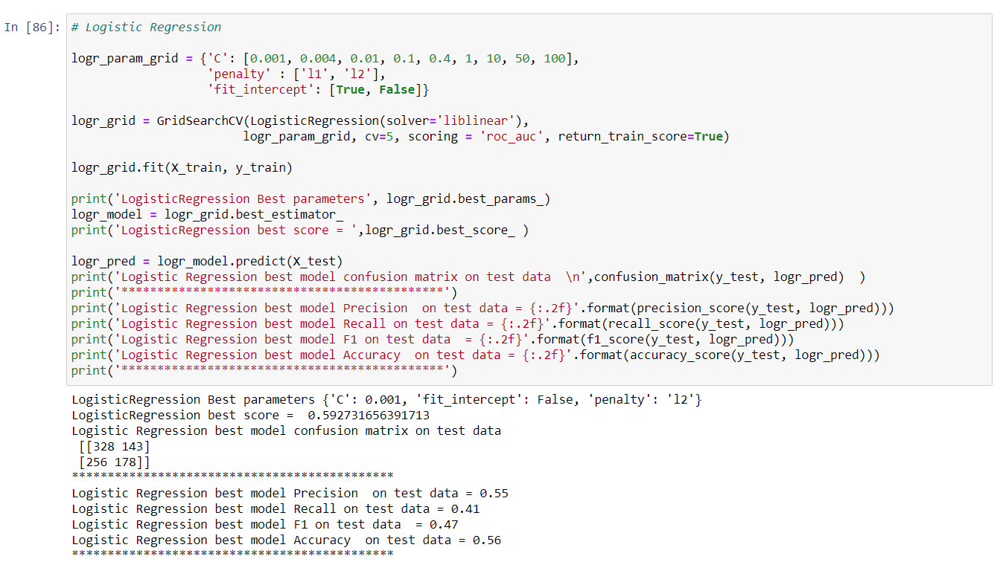 In [86]: # Logistic Regression
logr_param_grid = {'C': [0.001, 0.004, 0.01, 0.1, 0.4, 1, 10, 50, 100],
'penalty' : ['l1', 'l2'],
'fit_intercept': [True, False]}
logr_grid = GridSearchCV(LogisticRegression(solver='liblinear'),
logr_param_grid, cv=5, scoring = 'roc_auc', return_train_score=True)
logr_grid.fit(X_train, y_train)
print('LogisticRegression Best parameters', logr_grid.best_params_)
logr_model = logr_grid.best_estimator_
print('LogisticRegression best score = ',logr_grid.best_score_ )
logr_pred = logr_model.predict(X_test)
print('Logistic Regression best model confusion matrix on test data  \n',confusion_matrix(y_test, logr_pred)  )
print('*********************************************')
print('Logistic Regression best model Precision  on test data = {:.2f}'.format(precision_score(y_test, logr_pred)))
print('Logistic Regression best model Recall on test data = {:.2f}'.format(recall_score(y_test, logr_pred)))
print('Logistic Regression best model F1 on test data  = {:.2f}'.format(f1_score(y_test, logr_pred)))
print('Logistic Regression best model Accuracy  on test data = {:.2f}'.format(accuracy_score(y_test, logr_pred)))
print('*********************************************')
LogisticRegression Best parameters {'C': 0.001, 'fit_intercept': False, 'penalty': 'l2'}
LogisticRegression best score =  0.592731656391713
Logistic Regression best model confusion matrix on test data
[[328 143]
[256 178]]
*********************************************
Logistic Regression best model Precision  on test data = 0.55
Logistic Regression best model Recall on test data = 0.41
Logistic Regression best model F1 on test data  = 0.47
Logistic Regression best model Accuracy  on test data = 0.56
*********************************************